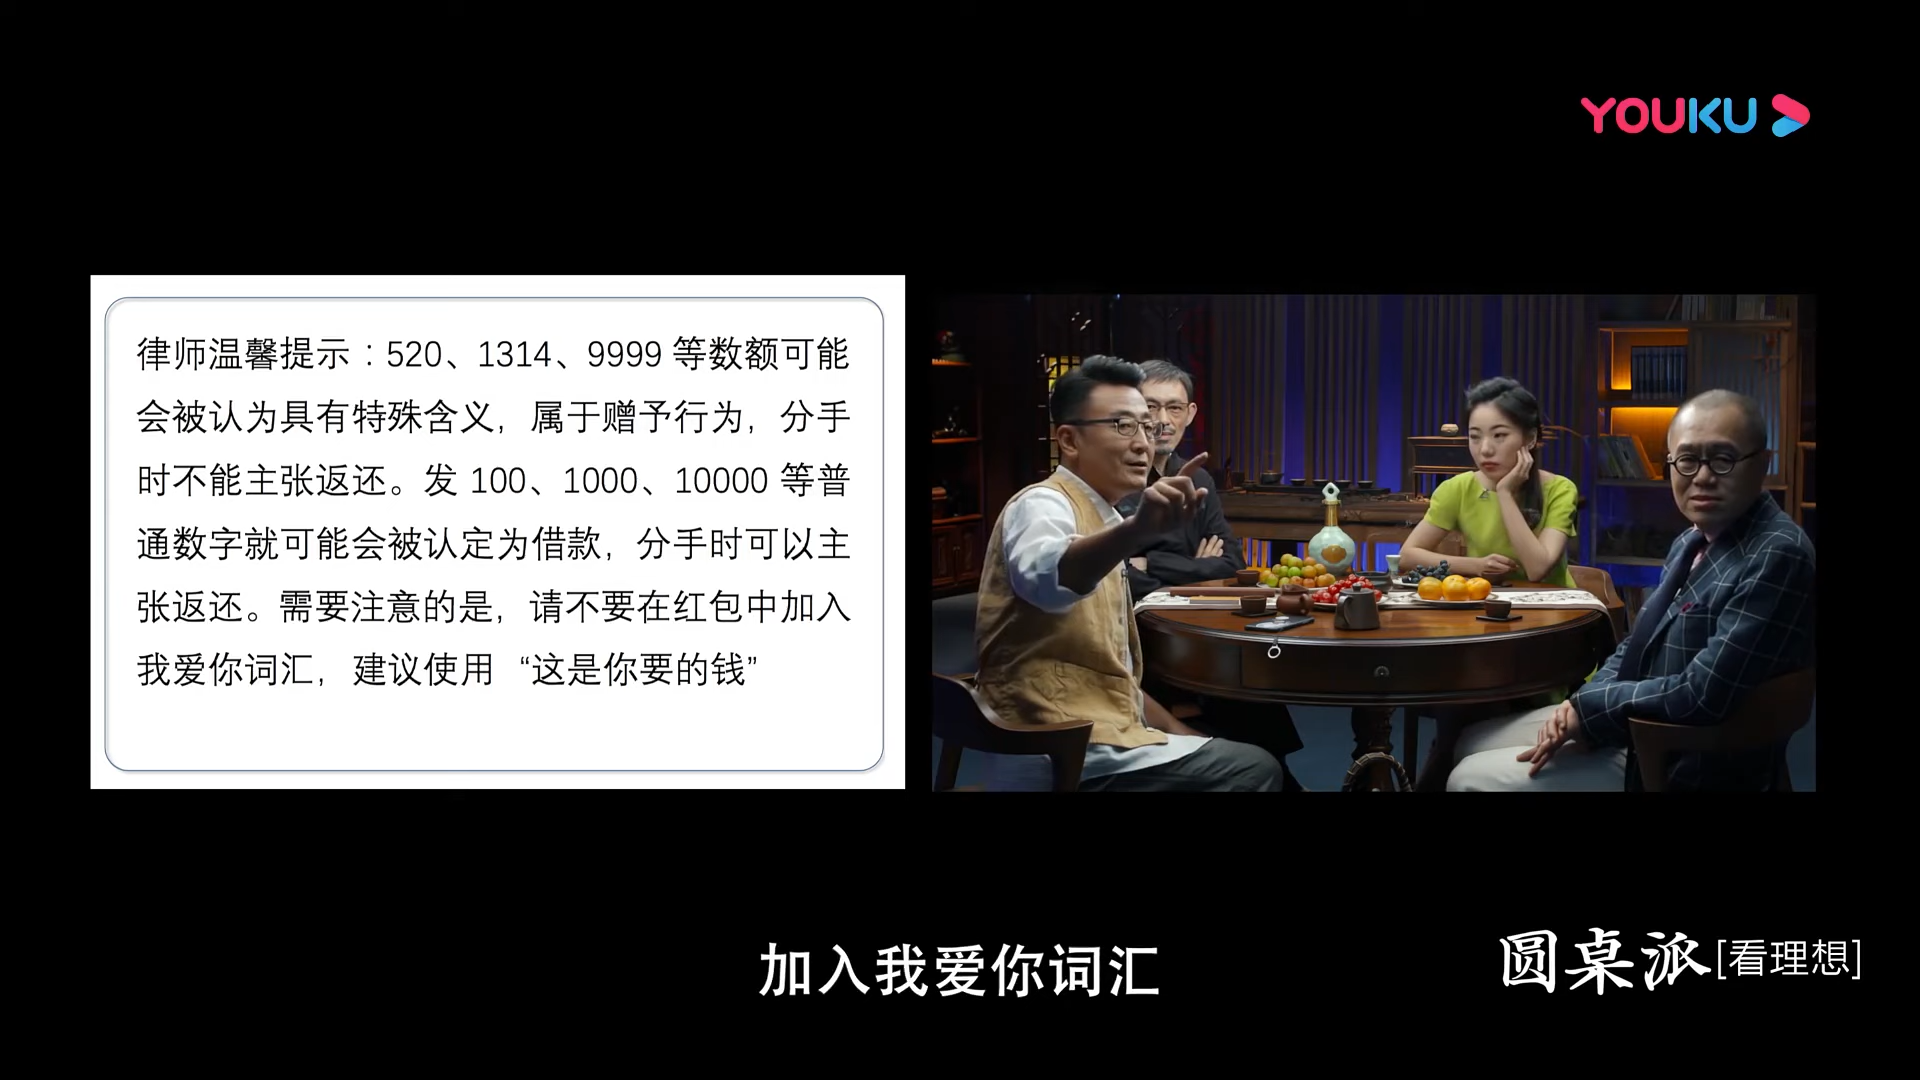 YOUKU
律师温馨提示：520、1314、9999 等数额可能
会被认为具有特殊含义，属于赠予行为，分手
时不能主张返还。发 100、1000、10000 等普
通数字就可能会被认定为借款，分手时可以主
张返还。需要注意的是，请不要在红包中加入
我爱你词汇，建议使用 “这是你要的钱”
加入我爱你词汇
圆桌派[看理想]